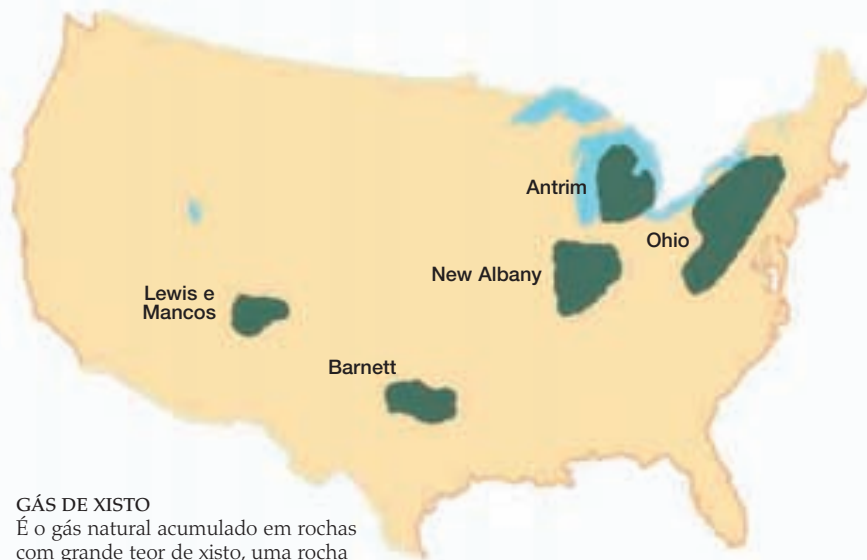 Antrim
Ohio
New Albany
Lewis e
Mancos
Barnett
GÁS DE XISTO
É o gás natural acumulado em rochas
com grande teor de xisto, uma rocha